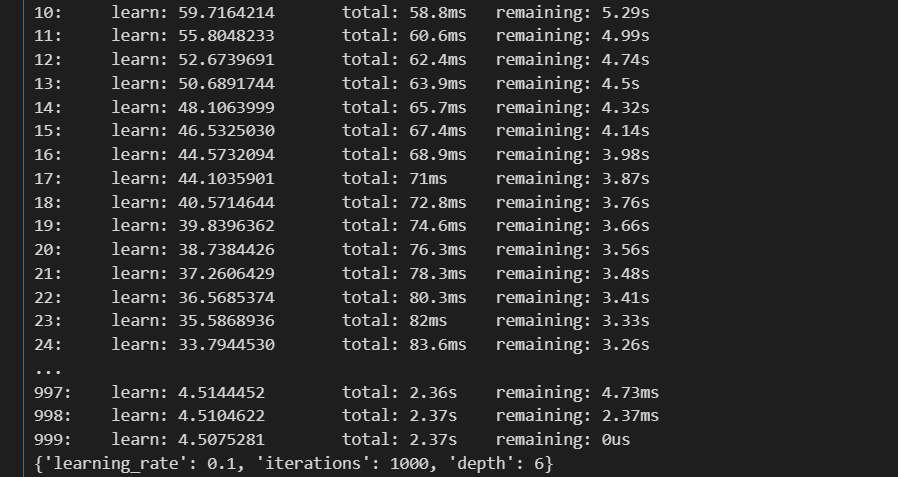 10:	learn: 59.7164214	total: 58.8ms	remaining: 5.29s
11:	learn: 55.8048233	total: 60.6ms	remaining: 4.99s
12:	learn: 52.6739691	total: 62.4ms	remaining: 4.74s
13:	learn: 50.6891744	total: 63.9ms	remaining: 4.5s
14:	learn: 48.1063999	total: 65.7ms	remaining: 4.32s
15:	learn: 46.5325030	total: 67.4ms	remaining: 4.14s
16:	learn: 44.5732094	total: 68.9ms	remaining: 3.98s
17:	learn: 44.1035901	total: 71ms	remaining: 3.87s
18:	learn: 40.5714644	total: 72.8ms	remaining: 3.76s
19:	learn: 39.8396362	total: 74.6ms	remaining: 3.66s
20:	learn: 38.7384426	total: 76.3ms	remaining: 3.56s
21:	learn: 37.2606429	total: 78.3ms	remaining: 3.48s
22:	learn: 36.5685374	total: 80.3ms	remaining: 3.41s
23:	learn: 35.5868936	total: 82ms	remaining: 3.33s
24:	learn: 33.7944530	total: 83.6ms	remaining: 3.26s
...
997:	learn: 4.5144452	total: 2.36s	remaining: 4.73ms
998:	learn: 4.5104622	total: 2.37s	remaining: 2.37ms
999:	learn: 4.5075281	total: 2.37s	remaining: 0us
{'learning_rate': 0.1, 'iterations': 1000, 'depth': 6}